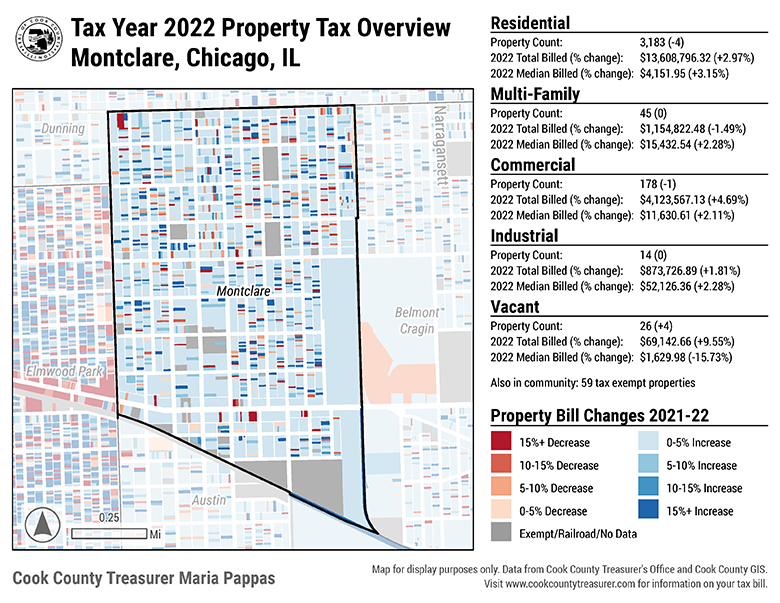 Tax Year 2022 Property Tax Overview
Montclare, Chicago, IL
Residential
Property Count: 3,183 (-4)
2022 Total Billed (% change): $13,608,796.32 (+2.97%)
2022 Median Billed (% change): $4,151.95 (+3.15%)
Multi-Family
Property Count: 45 (0)
2022 Total Billed (% change): $1,154,822.48 (-1.49%)
2022 Median Billed (% change): $15,432.54 (+2.28%)
Commercial
Property Count: 178 (-1)
2022 Total Billed (% change): $4,123,567.13 (+4.69%)
2022 Median Billed (% change): $11,630.61 (+2.11%)
Industrial
Property Count: 14 (0)
2022 Total Billed (% change): $873,726.89 (+1.81%)
2022 Median Billed (% change): $52,126.36 (+2.28%)
Vacant
Property Count: 26 (+4)
2022 Total Billed (% change): $69,142.66 (+9.55%)
2022 Median Billed (% change): $1,629.98 (-15.73%)
Also in community: 59 tax exempt properties
Property Bill Changes 2021-22
15%+ Decrease
0-5% Increase
10-15% Decrease
5-10% Increase
5-10% Decrease
10-15% Increase
0-5% Decrease
15%+ Increase
Exempt/Railroad/No Data
Dunning
Narragansett
Montclare
Belmont
Cragin
Elmwood Park
Austin
0.25
Mi
Cook County Treasurer Maria Pappas
Map for display purposes only. Data from Cook County Treasurer's Office and Cook County GIS.
Visit www.cookcountytreasurer.com for information on your tax bill.